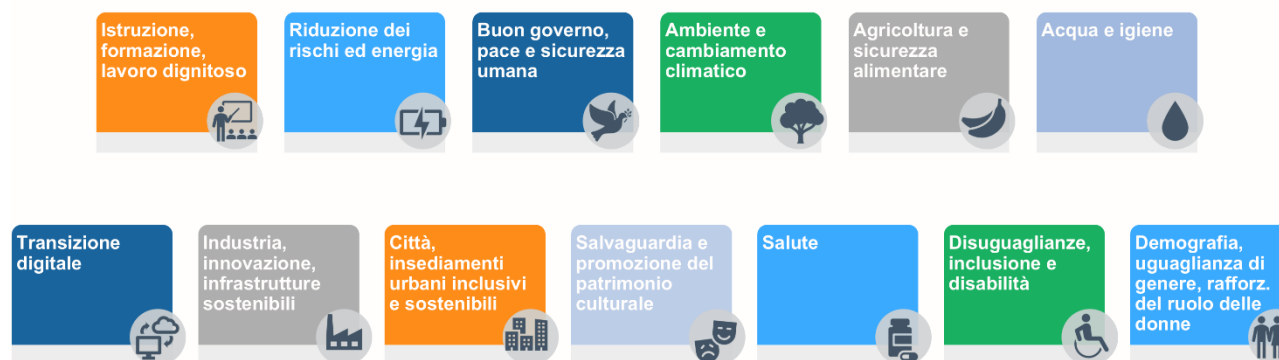 Istruzione,
formazione,
lavoro dignitoso
Riduzione dei
rischi ed energia
Buon governo,
pace e sicurezza
umana
Ambiente e
cambiamento
climatico
Agricoltura e
sicurezza
alimentare
Acqua e igiene
Transizione
digitale
Industria,
innovazione,
infrastrutture
sostenibili
Città,
insediamenti
urbani inclusivi
e sostenibili
Salvaguardia e
promozione del
patrimonio
culturale
Salute
Disuguaglianze,
inclusione e
disabilità
Demografia,
uguaglianza di
genere, rafforz.
del ruolo delle
donne